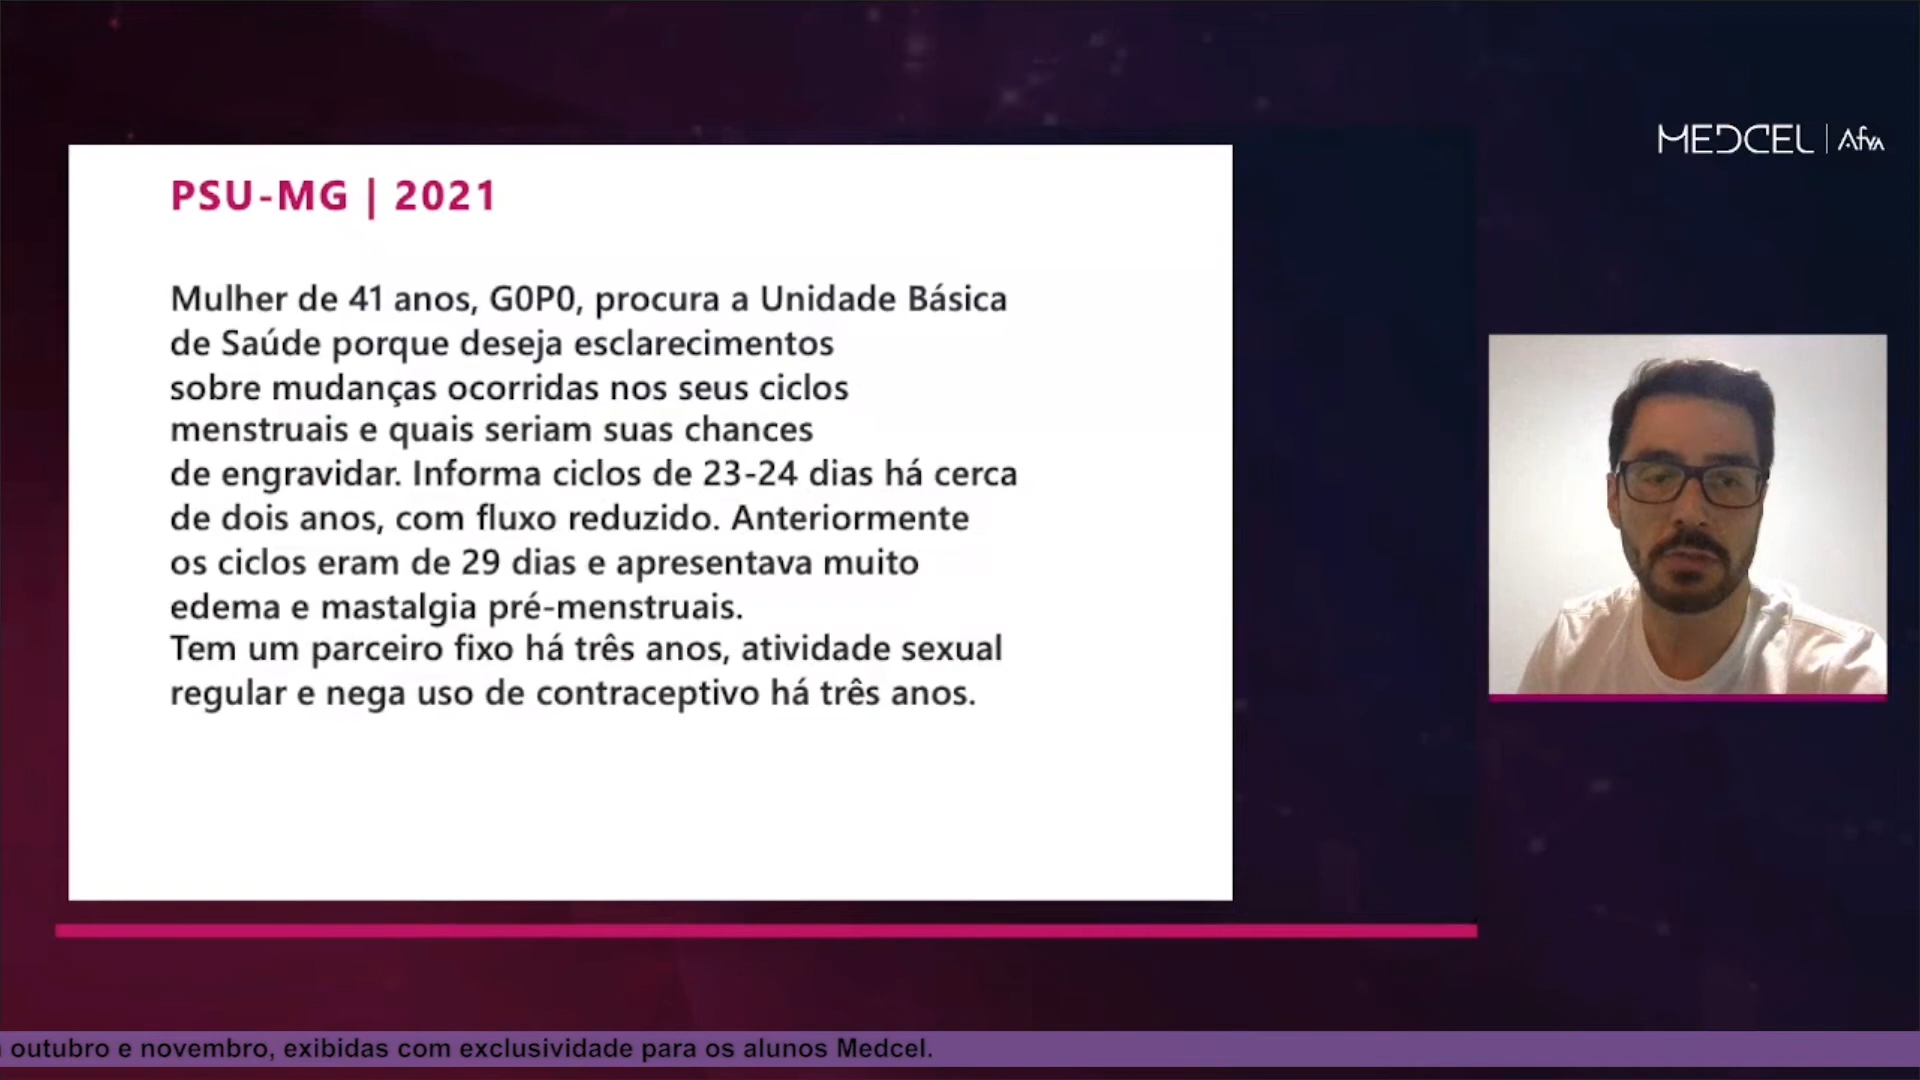 MEDCEL | Afya
PSU-MG | 2021
Mulher de 41 anos, G0P0, procura a Unidade Básica
de Saúde porque deseja esclarecimentos
sobre mudanças ocorridas nos seus ciclos
menstruais e quais seriam suas chances
de engravidar. Informa ciclos de 23-24 dias há cerca
de dois anos, com fluxo reduzido. Anteriormente
os ciclos eram de 29 dias e apresentava muito
edema e mastalgia pré-menstruais.
Tem um parceiro fixo há três anos, atividade sexual
regular e nega uso de contraceptivo há três anos.
outubro e novembro, exibidas com exclusividade para os alunos Medcel.